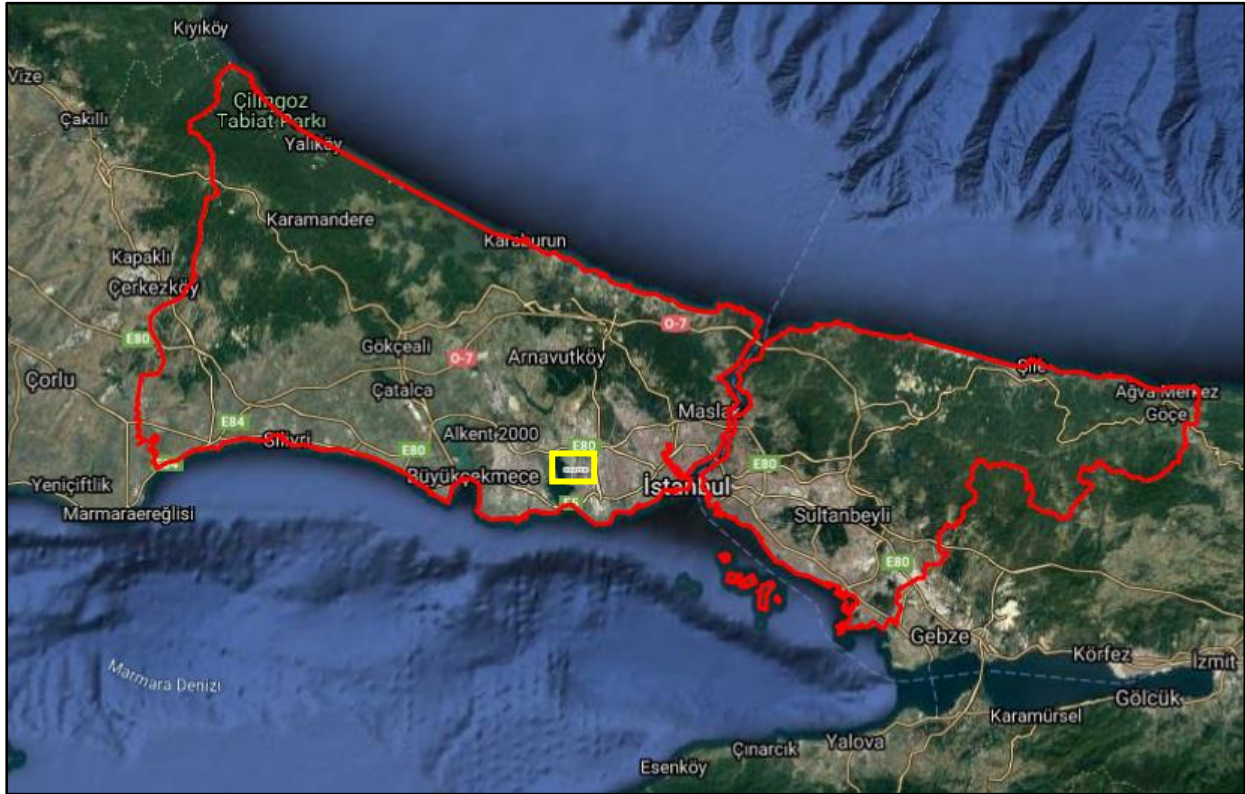 Kıyıköy
Vize
Çilingoz
Tabiat Parkı
Çakıllı
Yalıköy
Karamandere
Karaburun
Kapaklı
Çerkezköy
E80
O-7
Gökçeali
O-7
Arnavutköy
Şile
Çorlu
Çatalca
Ağva Merkez
Göçe
Maslak
E84
Silivri
Alkent 2000
E80
E80
E80
Büyükçekmece
İstanbul
Yeniçiftlik
E5
Marmaraereğlisi
Sultanbeyli
E80
Gebze
Körfez
İzmit
Marmara Denizi
Gölcük
Karamürsel
Çınarcık
Yalova
Esenköy